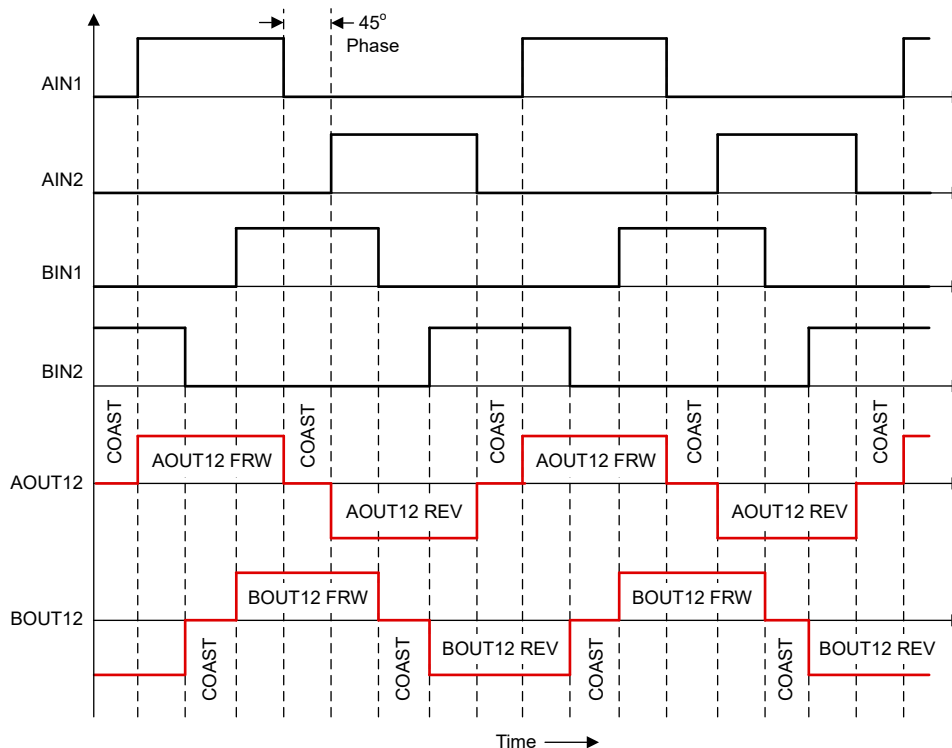 45°
Phase
AIN1
AIN2
BIN1
BIN2
COAST
COAST
COAST
COAST
COAST
AOUT12 FRW
AOUT12 FRW
AOUT12
AOUT12 REV
AOUT12 REV
BOUT12 FRW
BOUT12 FRW
BOUT12
COAST
COAST
COAST
COAST
BOUT12 REV
BOUT12 REV
Time